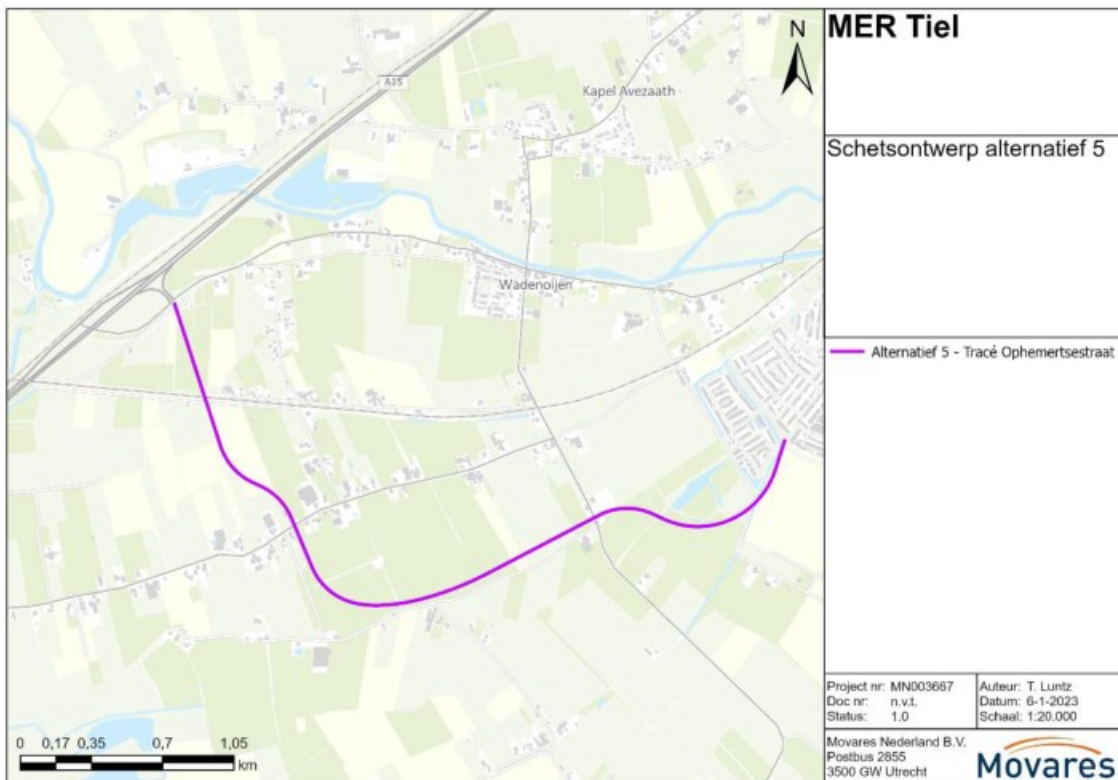 MER Tiel
Schetsontwerp alternatief 5
Alternatief 5 - Tracé Ophemertsestraat
N
A15
Kapel Avezaath
Wadenoijen
0 0,17 0,35 0,7 1,05
km
Project nr: MN003667
Doc nr: n.v.t.
Status: 1.0
Auteur: T. Luntz
Datum: 6-1-2023
Schaal: 1:20.000
Movares Nederland B.V.
Postbus 2855
3500 GW Utrecht
Movares